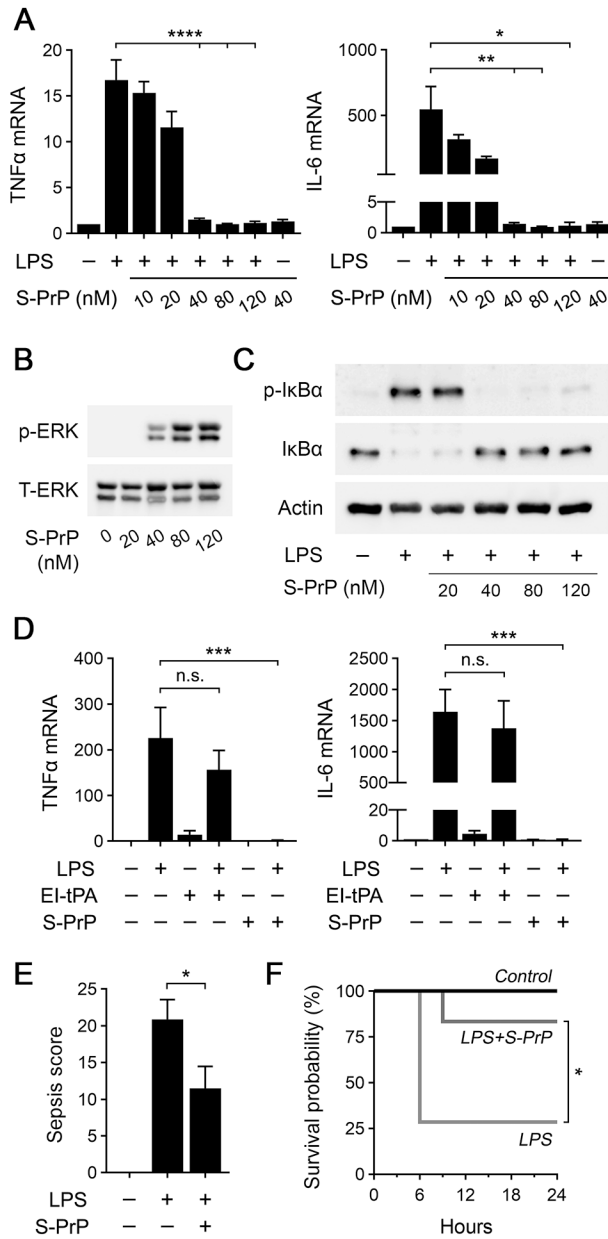 A
****
20
15
10
5
0
TNFα mRNA
LPS – + + + + + + –
S-PrP (nM) 10 20 40 80 120 40
*
**
1000
500
5
0
IL-6 mRNA
LPS – + + + + + + –
S-PrP (nM) 10 20 40 80 120 40
B
p-ERK
T-ERK
S-PrP (nM) 0 20 40 80 120
C
p-IκBα
IκBα
Actin
LPS – + + + + +
S-PrP (nM) 20 40 80 120
D
***
n.s.
400
300
200
100
0
TNFα mRNA
LPS – + – + – +
EI-tPA – – + + – –
S-PrP – – – – + +
***
n.s.
2500
2000
1500
1000
500
20
0
IL-6 mRNA
LPS – + – + – +
EI-tPA – – + + – –
S-PrP – – – – + +
E
*
25
20
15
10
5
0
Sepsis score
LPS – + +
S-PrP – – +
F
Control
LPS+S-PrP
LPS
*
100
75
50
25
0
Survival probability (%)
0 6 12 18 24
Hours